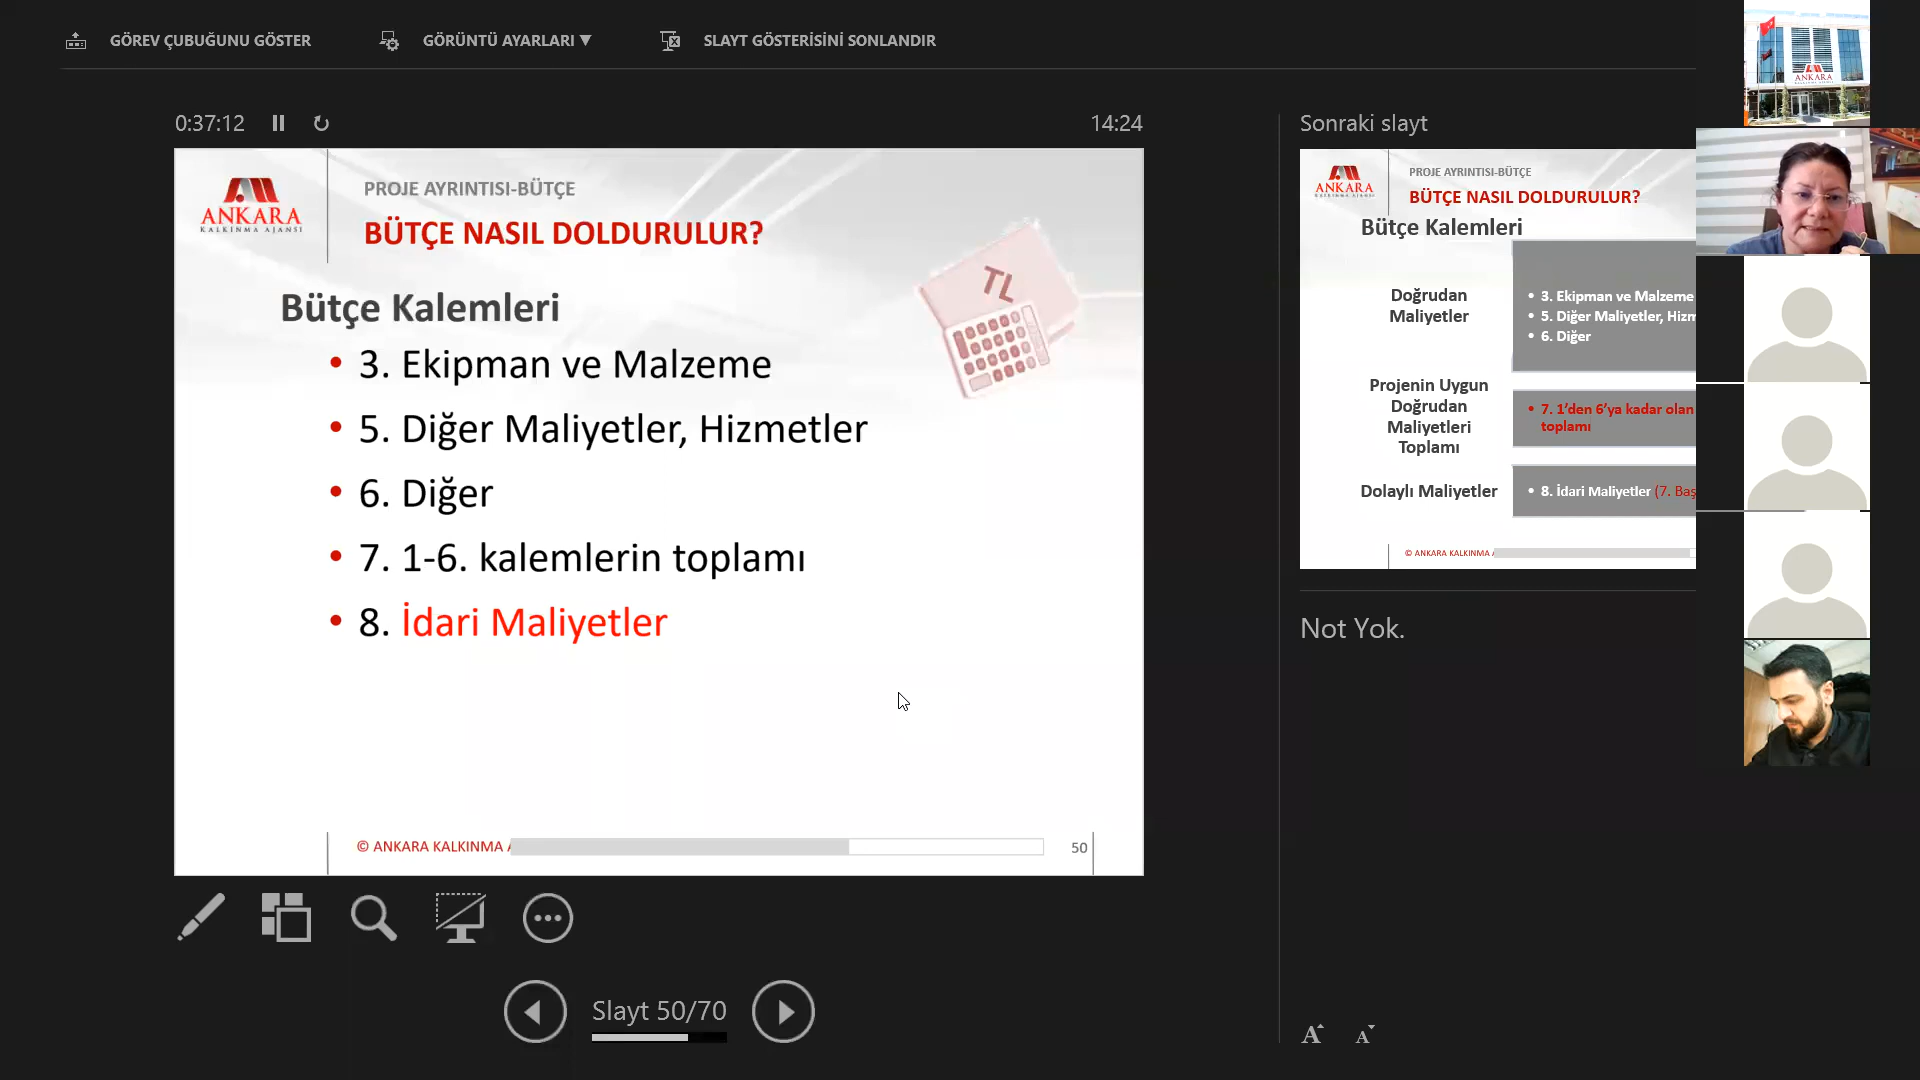 GÖREV ÇUBUĞUNU GÖSTER
GÖRÜNTÜ AYARLARI ▼
SLAYT GÖSTERİSİNİ SONLANDIR
0:37:12
14:24
ANKARA
KALKINMA AJANSI
PROJE AYRINTISI-BÜTÇE
BÜTÇE NASIL DOLDURULUR?
TL
Bütçe Kalemleri
• 3. Ekipman ve Malzeme
• 5. Diğer Maliyetler, Hizmetler
• 6. Diğer
• 7. 1-6. kalemlerin toplamı
• 8. İdari Maliyetler
© ANKARA KALKINMA
50
Slayt 50/70
Sonraki slayt
ANKARA
KALKINMA AJANSI
PROJE AYRINTISI-BÜTÇE
BÜTÇE NASIL DOLDURULUR?
Bütçe Kalemleri
Doğrudan
Maliyetler
• 3. Ekipman ve Malzeme
• 5. Diğer Maliyetler,
• 6. Diğer
Projenin Uygun
Doğrudan
Maliyetleri
Toplamı
• 7. 1’den 6’ya kadar olan
toplamı
Dolaylı Maliyetler
• 8. İdari Maliyetler (7.
© ANKARA KALKINMA
Not Yok.
A A
ANKARA